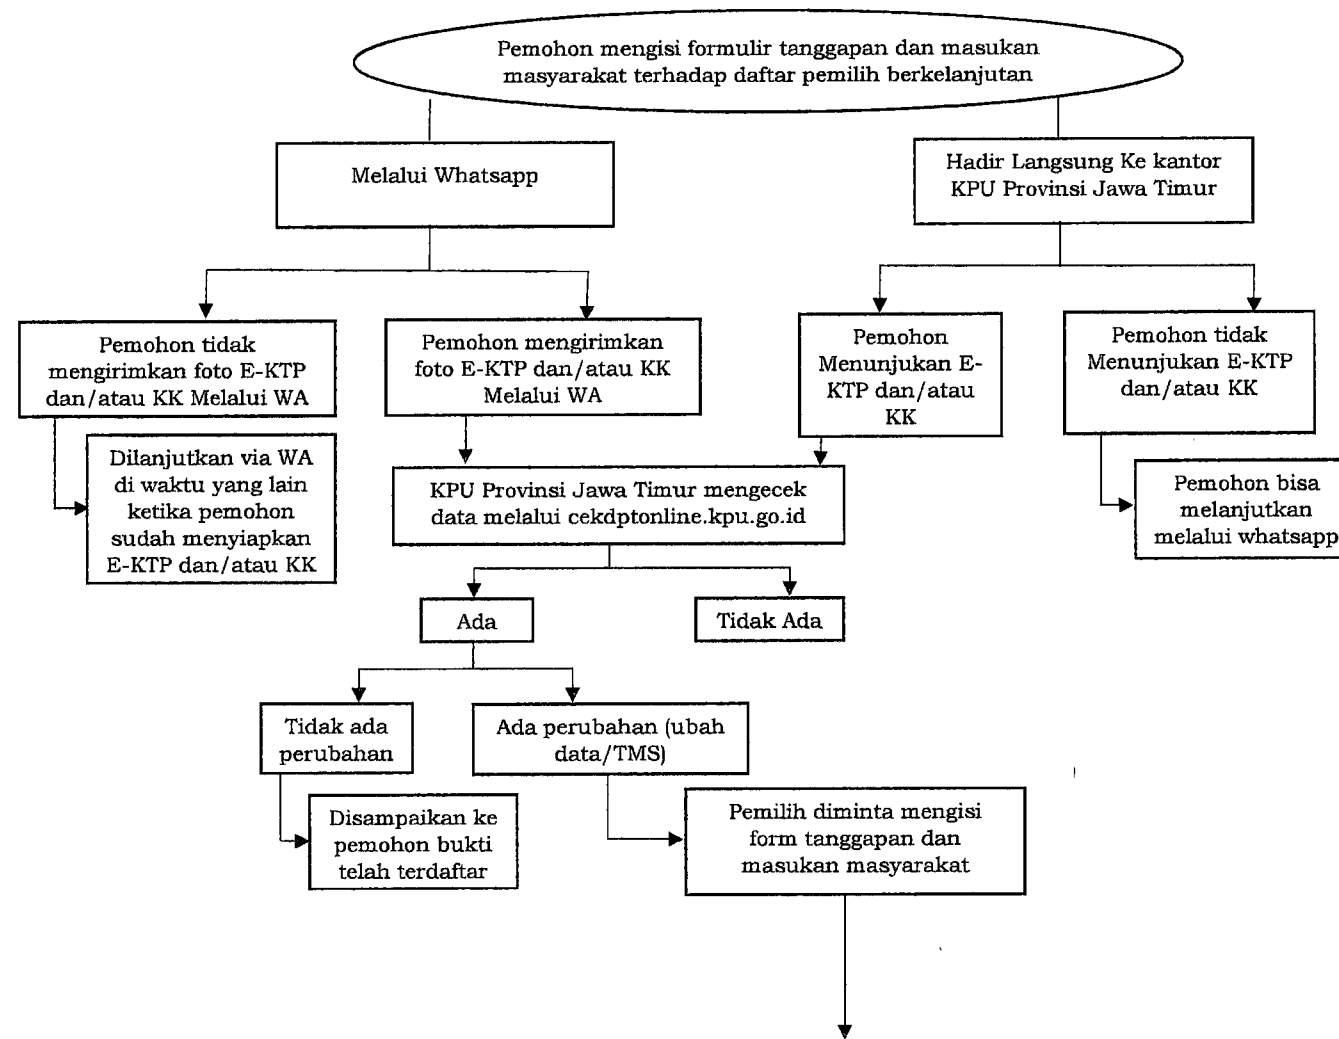 Pemohon mengisi formulir tanggapan dan masukan
masyarakat terhadap daftar pemilih berkelanjutan
Melalui Whatsapp
Hadir Langsung Ke kantor
KPU Provinsi Jawa Timur
Pemohon tidak
mengirimkan foto E-KTP
dan/atau KK Melalui WA
Pemohon mengirimkan
foto E-KTP dan/atau KK
Melalui WA
Pemohon
Menunjukan E-
KTP dan/atau
KK
Pemohon tidak
Menunjukan E-KTP
dan/atau KK
Dilanjutkan via WA
di waktu yang lain
ketika pemohon
sudah menyiapkan
E-KTP dan/atau KK
KPU Provinsi Jawa Timur mengecek
data melalui cekdptonline.kpu.go.id
Pemohon bisa
melanjutkan
melalui whatsapp
Ada
Tidak Ada
Tidak ada
perubahan
Ada perubahan (ubah
data/TMS)
Disampaikan ke
pemohon bukti
telah terdaftar
Pemilih diminta mengisi
form tanggapan dan
masukan masyarakat